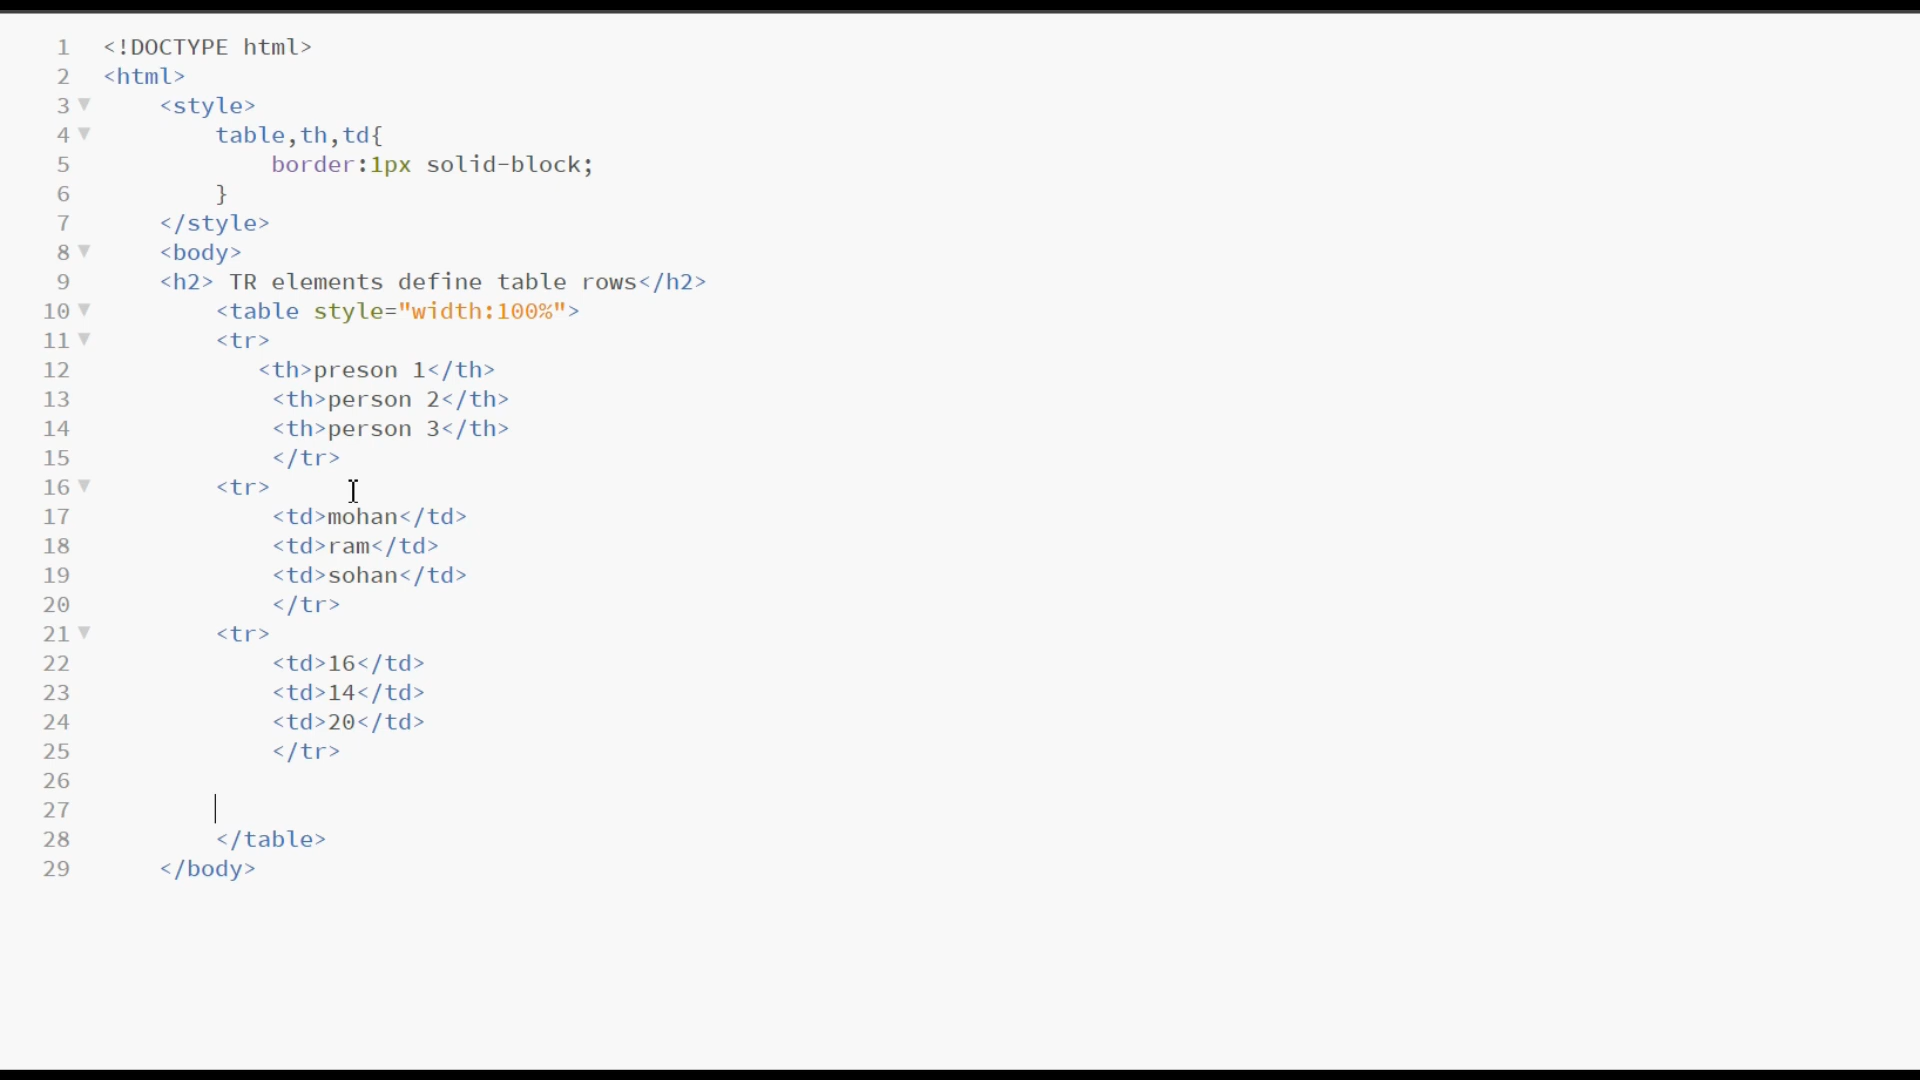 1 <!DOCTYPE html>
2 <html>
3 <style>
4 table,th,td{
5 border:1px solid-block;
6 }
7 </style>
8 <body>
9 <h2> TR elements define table rows</h2>
10 <table style="width:100%">
11 <tr>
12 <th>preson 1</th>
13 <th>person 2</th>
14 <th>person 3</th>
15 </tr>
16 <tr>
17 <td>mohan</td>
18 <td>ram</td>
19 <td>sohan</td>
20 </tr>
21 <tr>
22 <td>16</td>
23 <td>14</td>
24 <td>20</td>
25 </tr>
26
27
28 </table>
29 </body>